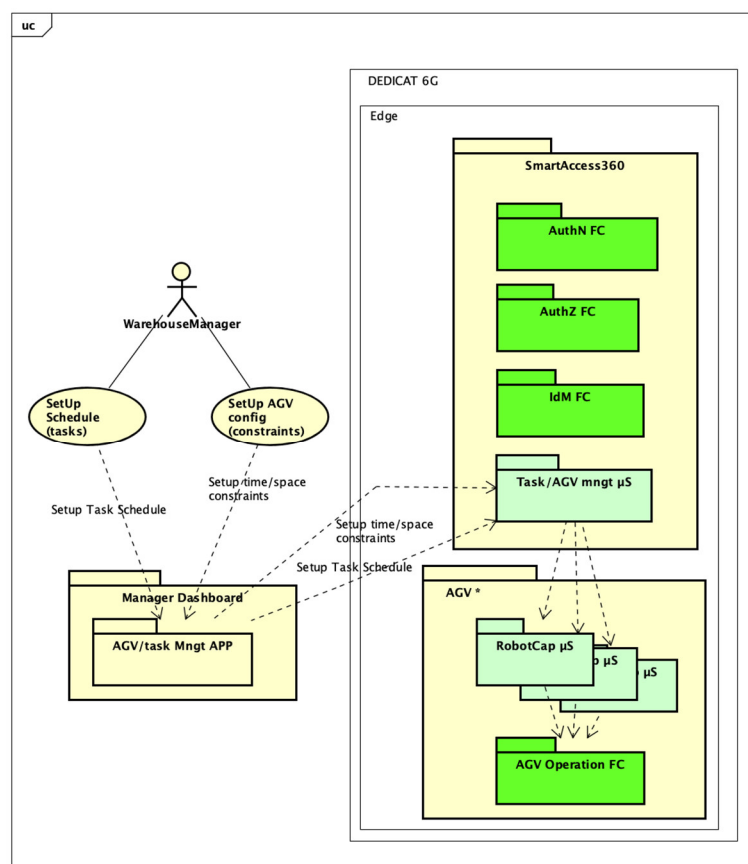 uc
DEDICAT 6G
Edge
SmartAccess360
AuthN FC
AuthZ FC
IdM FC
Task/AGV mngt µS
WarehouseManager
SetUp
Schedule
(tasks)
SetUp AGV
config
(constraints)
Setup Task Schedule
Setup time/space
constraints
Setup time/space
constraints
Setup Task Schedule
Manager Dashboard
AGV/task Mngt APP
AGV *
RobotCap µS
p µS
p µS
AGV Operation FC